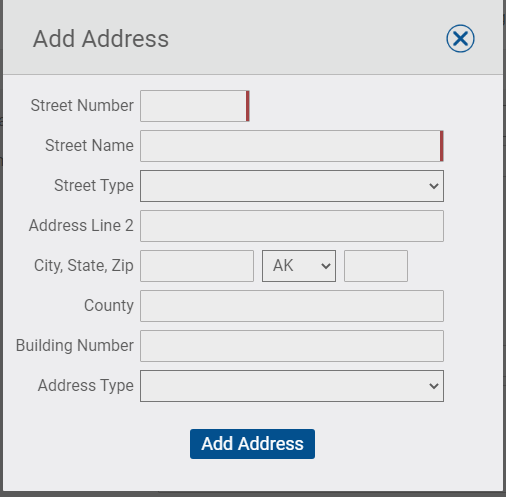 Add Address
Street Number
Street Name
Street Type
Address Line 2
City, State, Zip AK
County
Building Number
Address Type
Add Address